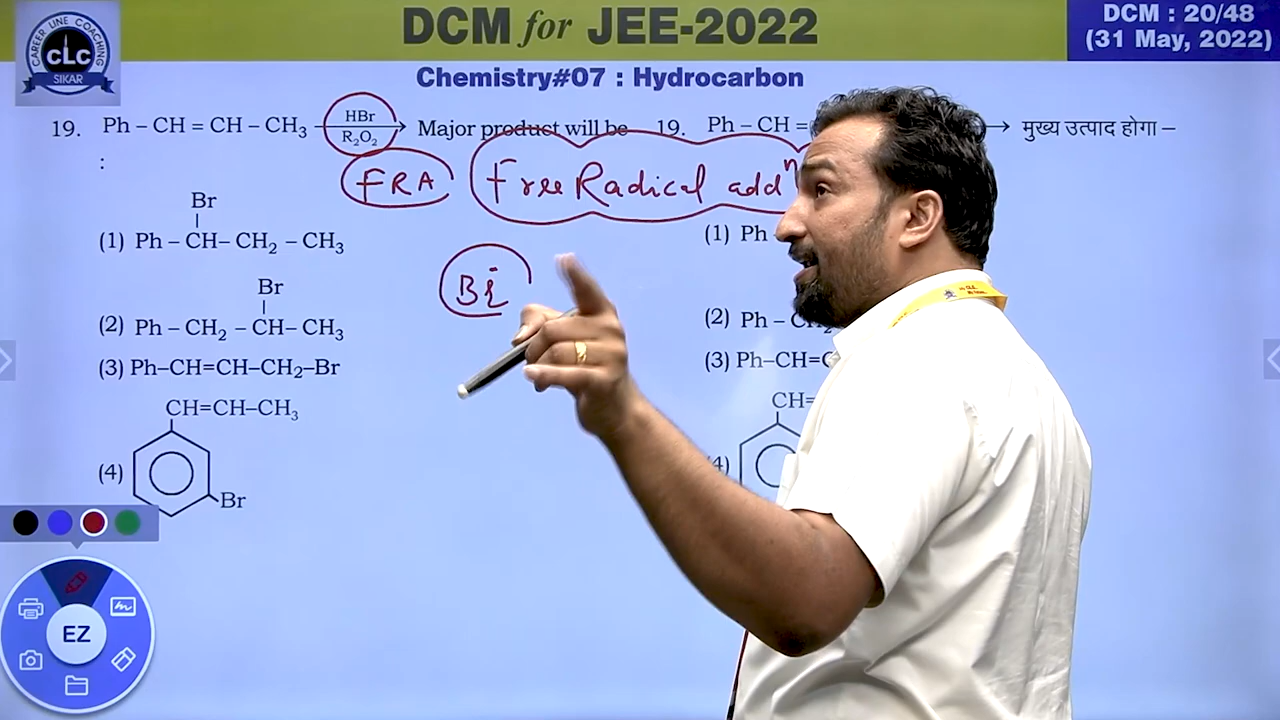 CAREER LINE COACHING
CLC
SIKAR
DCM for JEE-2022
DCM : 20/48
(31 May, 2022)
Chemistry#07 : Hydrocarbon
19. Ph – CH = CH – CH₃ HBr / R₂O₂ → Major product will be
:
FRA
Free Radical addⁿ
Br
(1) Ph – CH – CH₂ – CH₃
Br
(2) Ph – CH₂ – CH – CH₃
(3) Ph–CH=CH–CH₂–Br
CH=CH–CH₃
(4)
Br
Br
19. Ph – CH = → मुख्य उत्पाद होगा –
(1) Ph
(2) Ph –
(3) Ph–CH=
CH=
EZ